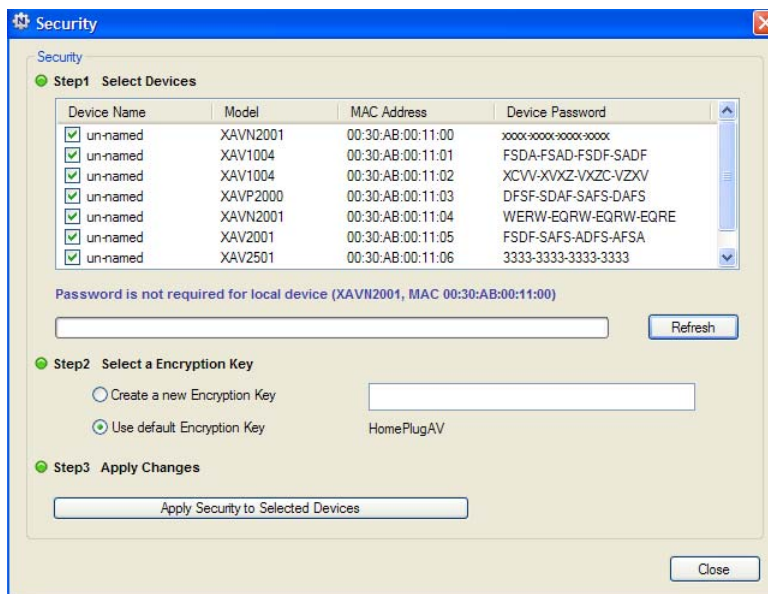 Security
Security
Step1 Select Devices
Device Name Model MAC Address Device Password
un-named XAVN2001 00:30:AB:00:11:00 xxxx-xxxx-xxxx-xxxx
un-named XAV1004 00:30:AB:00:11:01 FSDA-FSAD-FSDF-SADF
un-named XAV1004 00:30:AB:00:11:02 XCVV-XVXZ-VXZC-VZXV
un-named XAVP2000 00:30:AB:00:11:03 DFSF-SDAF-SAFS-DAFS
un-named XAVN2001 00:30:AB:00:11:04 WERW-EQRW-EQRW-EQRE
un-named XAV2001 00:30:AB:00:11:05 FSDF-SAFS-ADFS-AFSA
un-named XAV2501 00:30:AB:00:11:06 3333-3333-3333-3333
Password is not required for local device (XAVN2001, MAC 00:30:AB:00:11:00)
Refresh
Step2 Select a Encryption Key
Create a new Encryption Key
Use default Encryption Key HomePlugAV
Step3 Apply Changes
Apply Security to Selected Devices
Close